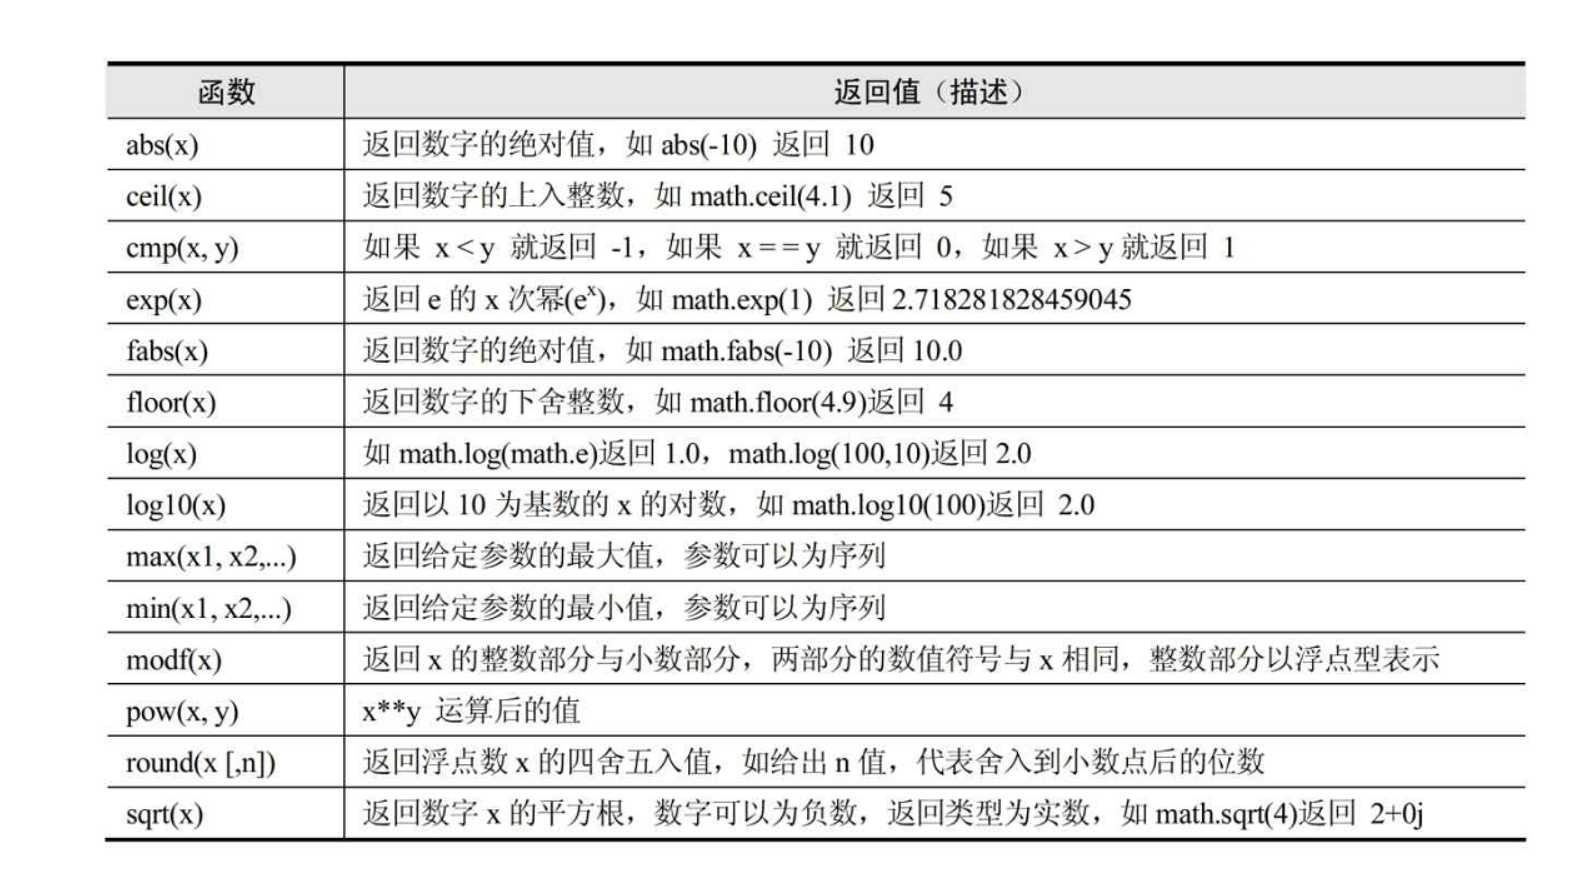 函数 返回值（描述）
abs(x) 返回数字的绝对值，如 abs(-10) 返回 10
ceil(x) 返回数字的上入整数，如 math.ceil(4.1) 返回 5
cmp(x, y) 如果 x < y 就返回 -1，如果 x = = y 就返回 0，如果 x > y 就返回 1
exp(x) 返回 e 的 x 次幂(eˣ)，如 math.exp(1) 返回 2.718281828459045
fabs(x) 返回数字的绝对值，如 math.fabs(-10) 返回 10.0
floor(x) 返回数字的下舍整数，如 math.floor(4.9)返回 4
log(x) 如 math.log(math.e)返回 1.0，math.log(100,10)返回 2.0
log10(x) 返回以 10 为基数的 x 的对数，如 math.log10(100)返回 2.0
max(x1, x2,...) 返回给定参数的最大值，参数可以为序列
min(x1, x2,...) 返回给定参数的最小值，参数可以为序列
modf(x) 返回 x 的整数部分与小数部分，两部分的数值符号与 x 相同，整数部分以浮点型表示
pow(x, y) x**y 运算后的值
round(x [,n]) 返回浮点数 x 的四舍五入值，如给出 n 值，代表舍入到小数点后的位数
sqrt(x) 返回数字 x 的平方根，数字可以为负数，返回类型为实数，如 math.sqrt(4)返回 2+0j